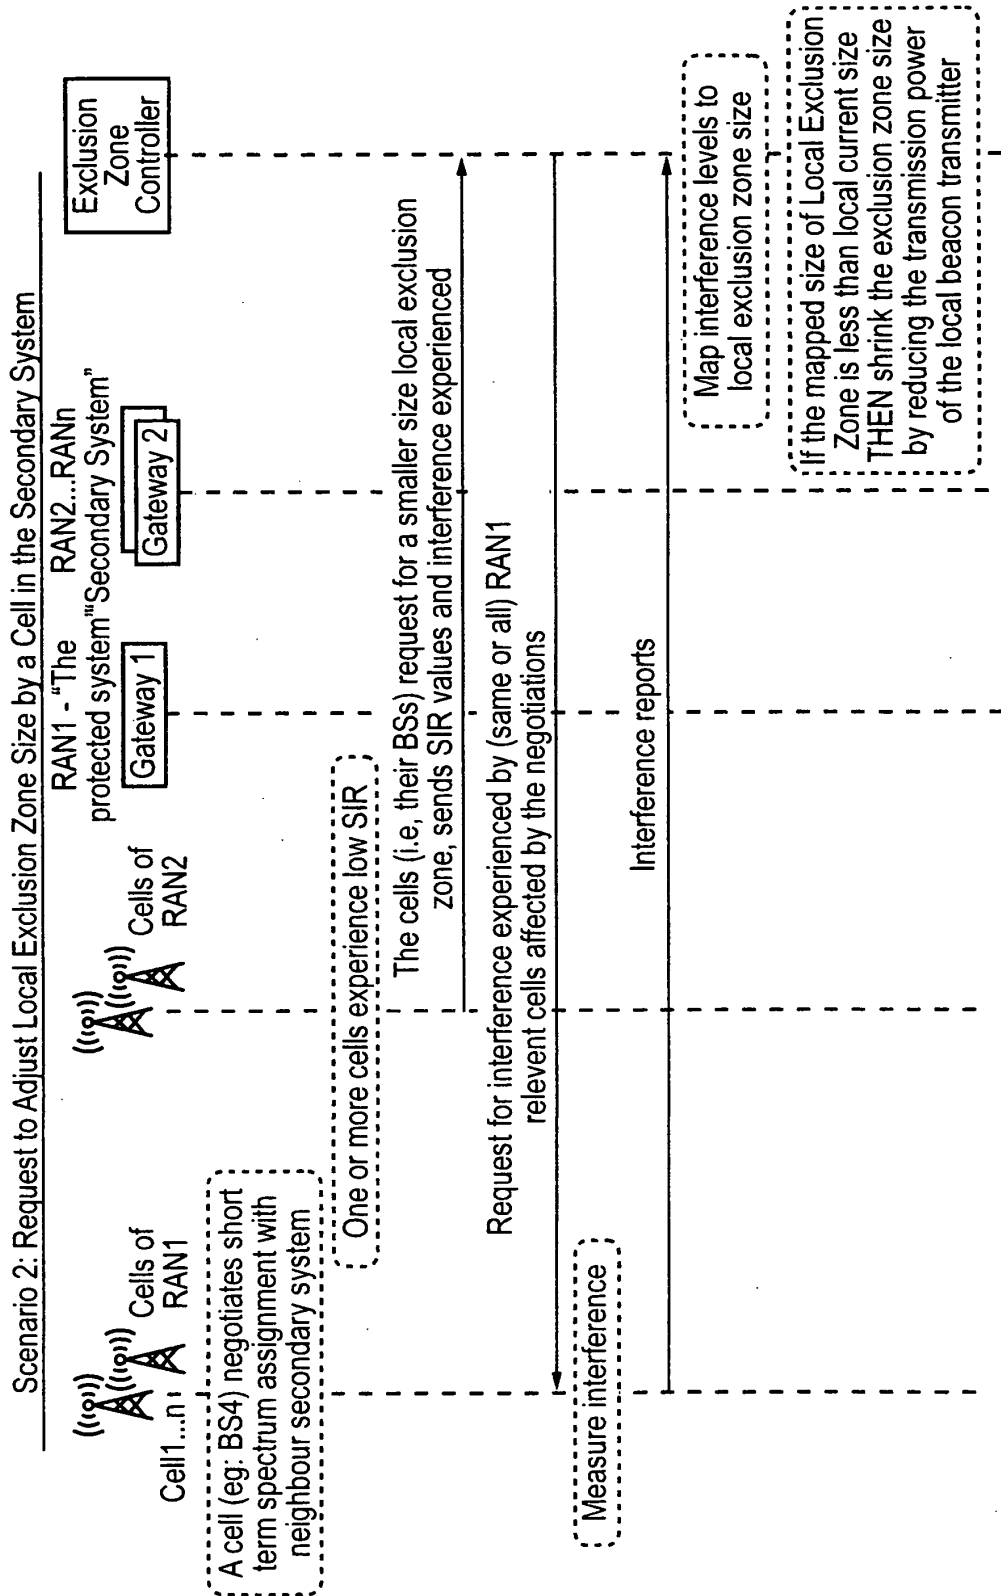 Scenario 2: Request to Adjust Local Exclusion Zone Size by a Cell in the Secondary System
Cell1...n
Cells of
RAN1
Cells of
RAN2
RAN1 - "The
protected system"
Gateway 1
RAN2...RANn
"Secondary System"
Gateway 2
Exclusion
Zone
Controller
A cell (eg: BS4) negotiates short
term spectrum assignment with
neighbour secondary system
One or more cells experience low SIR
The cells (i.e, their BSs) request for a smaller size local exclusion
zone, sends SIR values and interference experienced
Request for interference experienced by (same or all) RAN1
relevent cells affected by the negotiations
Measure interference
Interference reports
Map interference levels to
local exclusion zone size
If the mapped size of Local Exclusion
Zone is less than local current size
THEN shrink the exclusion zone size
by reducing the transmission power
of the local beacon transmitter